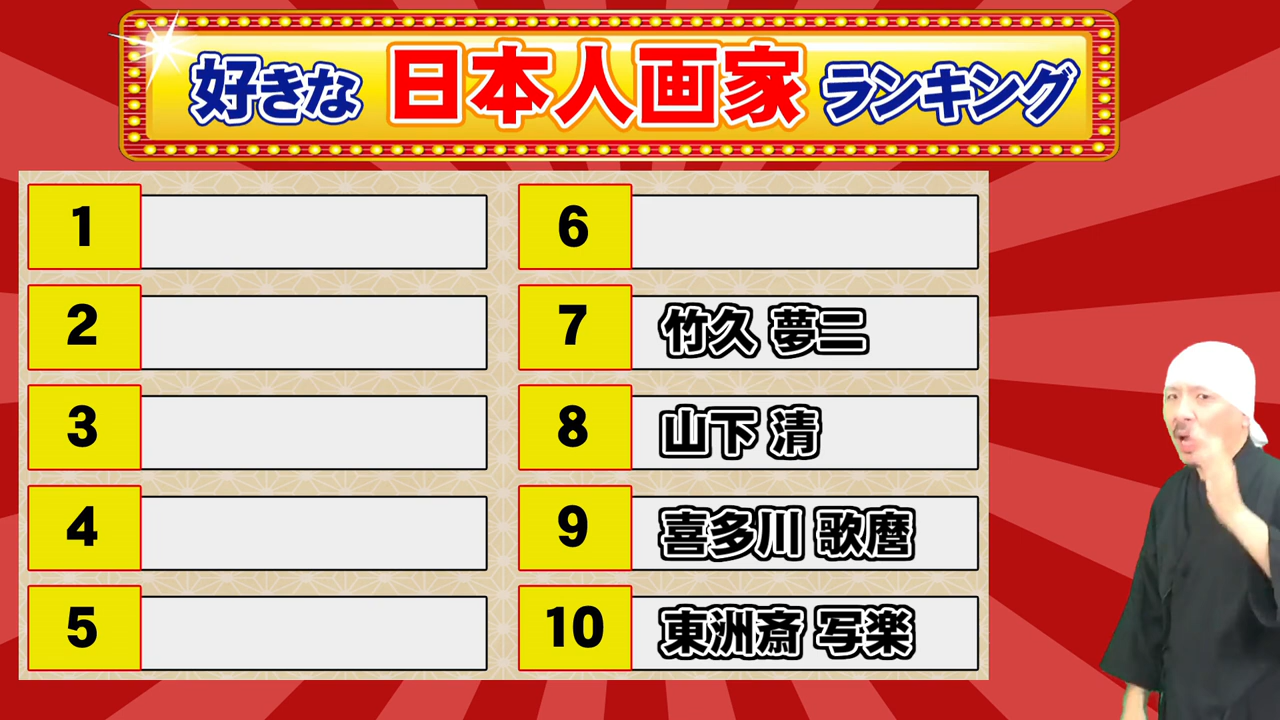 好きな 日本人画家 ランキング
1
2
3
4
5
6
7 竹久 夢二
8 山下 清
9 喜多川 歌麿
10 東洲斎 写楽